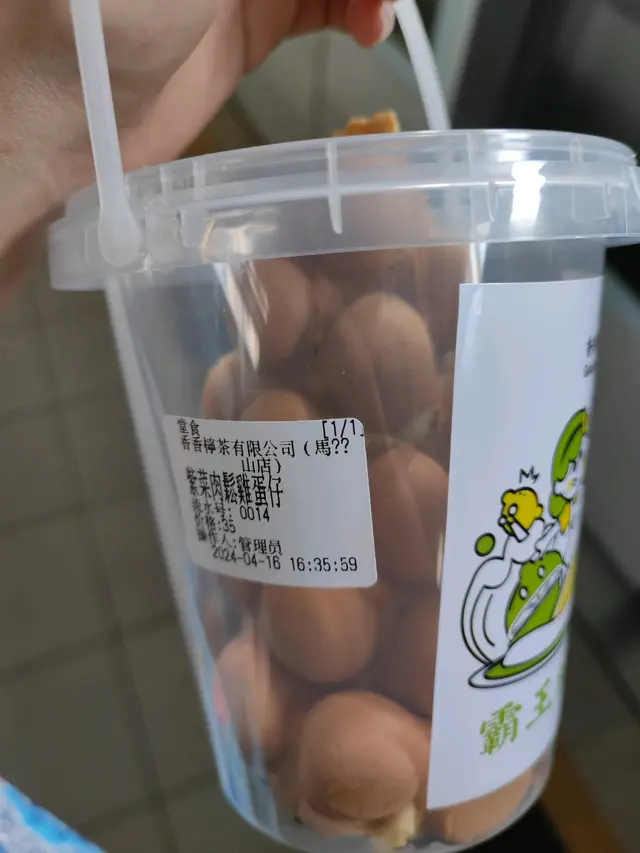 堂食 [1/1
香香檸茶有限公司（馬??
山店）
紫菜肉鬆雞蛋仔
流水号: 0014
价格:35
操作人:管理员
2024-04-16 16:35:59
霸王